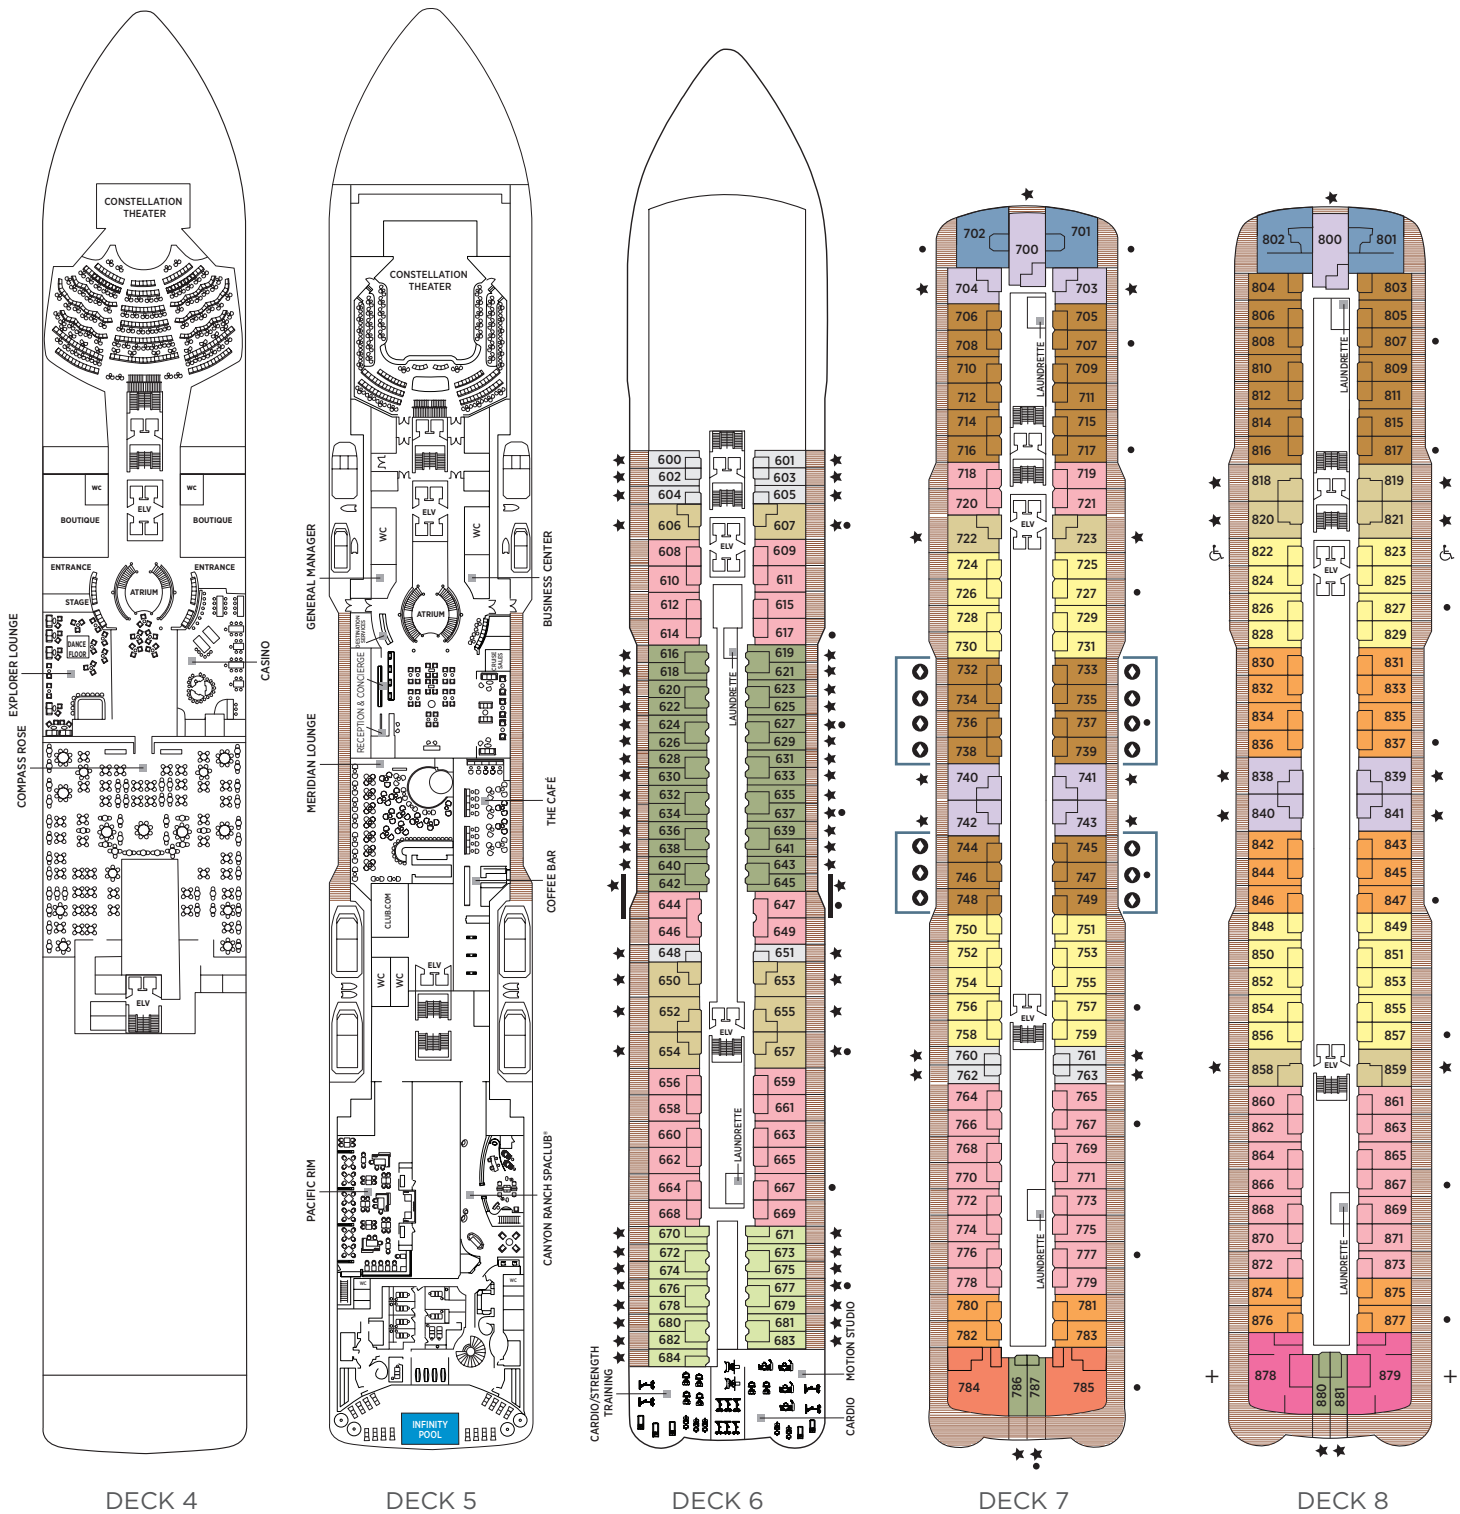 CONSTELLATION
THEATER
WC
WC
ELV
BOUTIQUE
BOUTIQUE
ENTRANCE
ENTRANCE
ATRIUM
STAGE
DANCE
FLOOR
EXPLORER LOUNGE
CASINO
COMPASS ROSE
ELV
DECK 4
CONSTELLATION
THEATER
ELV
WC
WC
GENERAL MANAGER
BUSINESS CENTER
ATRIUM
DESTINATION
SERVICES
CRUISE
SALES
RECEPTION & CONCIERGE
MERIDIAN LOUNGE
THE CAFÉ
COFFEE BAR
CLUB.COM
ELV
WC
WC
PACIFIC RIM
CANYON RANCH SPACLUB®
WC
WC
INFINITY
POOL
DECK 5
600 601
602 603
604 605
606 607
ELV
ELV
608 609
610 611
612 615
614 617
616 619
618 621
620 623
622 625
624 627
626 629
628 631
630 633
632 635
634 637
636 639
638 641
640 643
642 645
644 647
646 649
648 651
650 653
652 655
654 657
656 659
658 661
660 663
662 665
664 667
668 669
670 671
672 673
674 675
676 677
678 679
680 681
682 683
684
LAUNDRETTE
ELV
LAUNDRETTE
CARDIO/STRENGTH
TRAINING
MOTION STUDIO
CARDIO
DECK 6
702 700 701
704 703
706 705
708 707
710 709
712 711
714 715
716 717
718 719
720 721
722 723
724 725
726 727
728 729
730 731
732 733
734 735
736 737
738 739
740 741
742 743
744 745
746 747
748 749
750 751
752 753
754 755
756 757
758 759
760 761
762 763
764 765
766 767
768 769
770 771
772 773
774 775
776 777
778 779
780 781
782 783
784 786 787 785
LAUNDRETTE
ELV
ELV
ELV
LAUNDRETTE
DECK 7
802 800 801
804 803
806 805
808 807
810 809
812 811
814 815
816 817
818 819
820 821
822 823
824 825
826 827
828 829
830 831
832 833
834 835
836 837
838 839
840 841
842 843
844 845
846 847
848 849
850 851
852 853
854 855
856 857
858 859
860 861
862 863
864 865
866 867
868 869
870 871
872 873
874 875
876 877
878 880 881 879
LAUNDRETTE
ELV
ELV
ELV
LAUNDRETTE
DECK 8